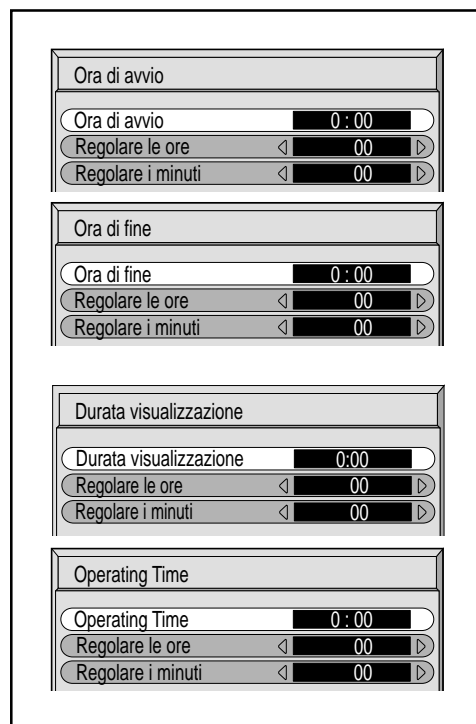 Ora di avvio
Ora di avvio 0 : 00
Regolare le ore 00
Regolare i minuti 00
Ora di fine
Ora di fine 0 : 00
Regolare le ore 00
Regolare i minuti 00
Durata visualizzazione
Durata visualizzazione 0:00
Regolare le ore 00
Regolare i minuti 00
Operating Time
Operating Time 0 : 00
Regolare le ore 00
Regolare i minuti 00